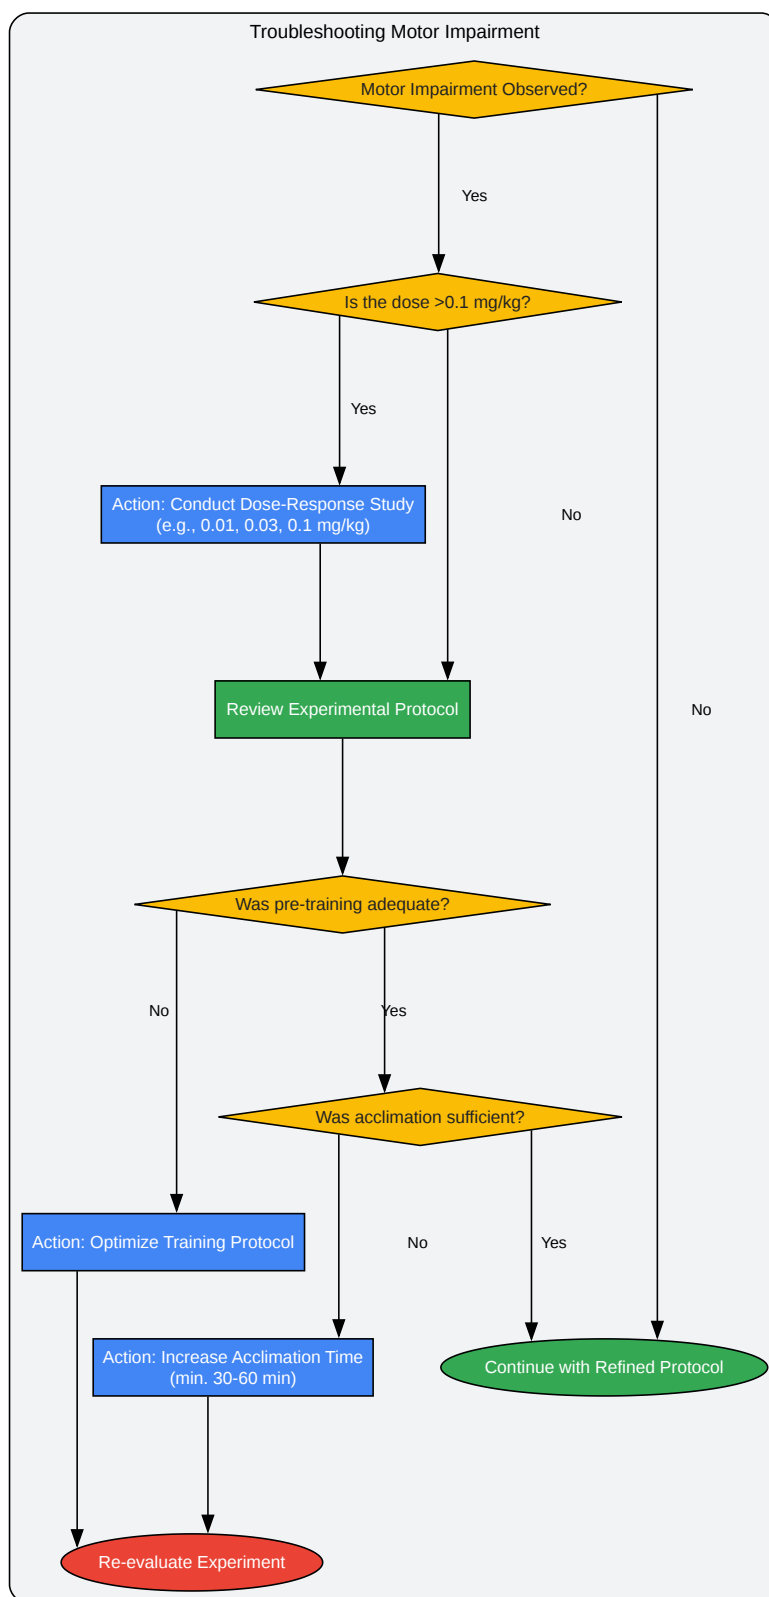 Troubleshooting Motor Impairment
Motor Impairment Observed?
Yes
Is the dose >0.1 mg/kg?
Yes
Action: Conduct Dose-Response Study
(e.g., 0.01, 0.03, 0.1 mg/kg)
No
Review Experimental Protocol
No
Was pre-training adequate?
No
Yes
Was acclimation sufficient?
Action: Optimize Training Protocol
No
Yes
Action: Increase Acclimation Time
(min. 30-60 min)
Continue with Refined Protocol
Re-evaluate Experiment